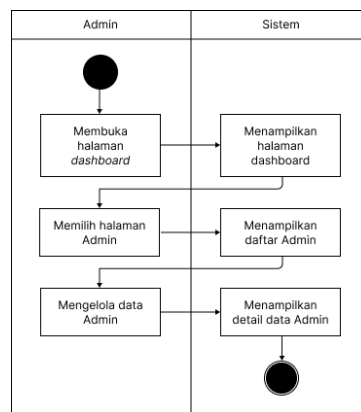 Admin
Sistem
Membuka
halaman
dashboard
Menampilkan
halaman
dashboard
Memilih halaman
Admin
Menampilkan
daftar Admin
Mengelola data
Admin
Menampilkan
detail data Admin